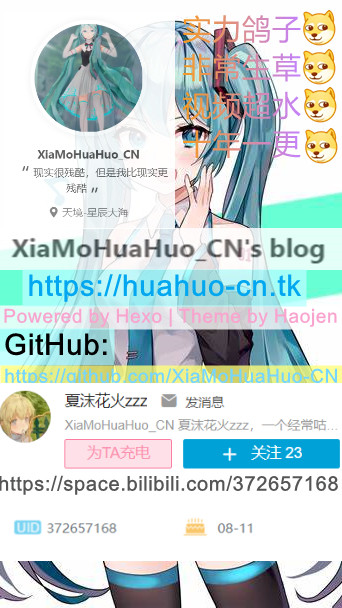 实力鸽子
非常生草
视频超水
十年一更
XiaMoHuaHuo_CN
“ 现实很残酷，但是我比现实更
残酷 ”
天境-星辰大海
XiaMoHuaHuo_CN's blog
https://huahuo-cn.tk
Powered by Hexo | Theme by Haojen
GitHub:
https://github.com/XiaMoHuaHuo-CN
夏沫花火zzz 发消息
XiaMoHuaHuo_CN 夏沫花火zzz，一个经常咕...
为TA充电
+ 关注 23
https://space.bilibili.com/372657168
UID 372657168
08-11